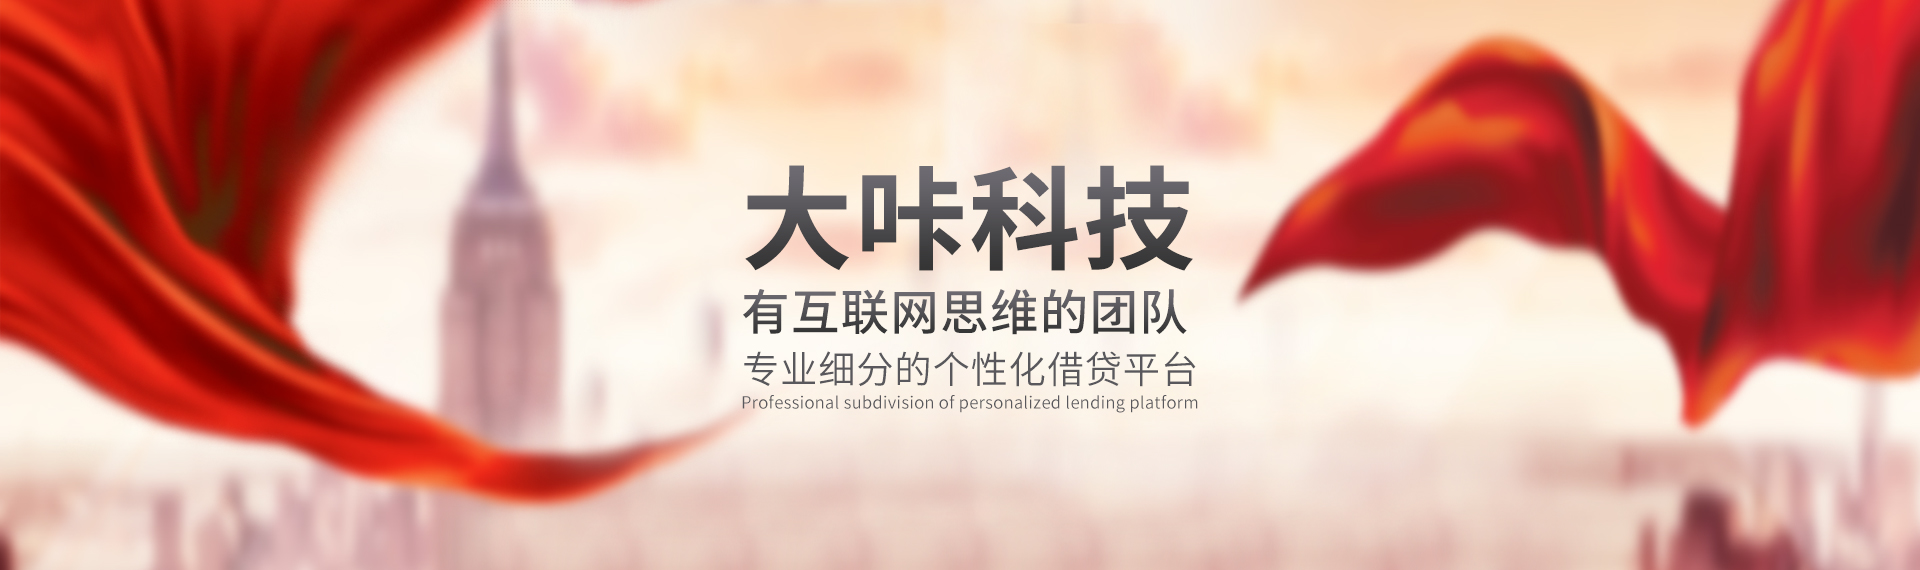 大咔科技
有互联网思维的团队
专业细分的个性化借贷平台
Professional subdivision of personalized lending platform